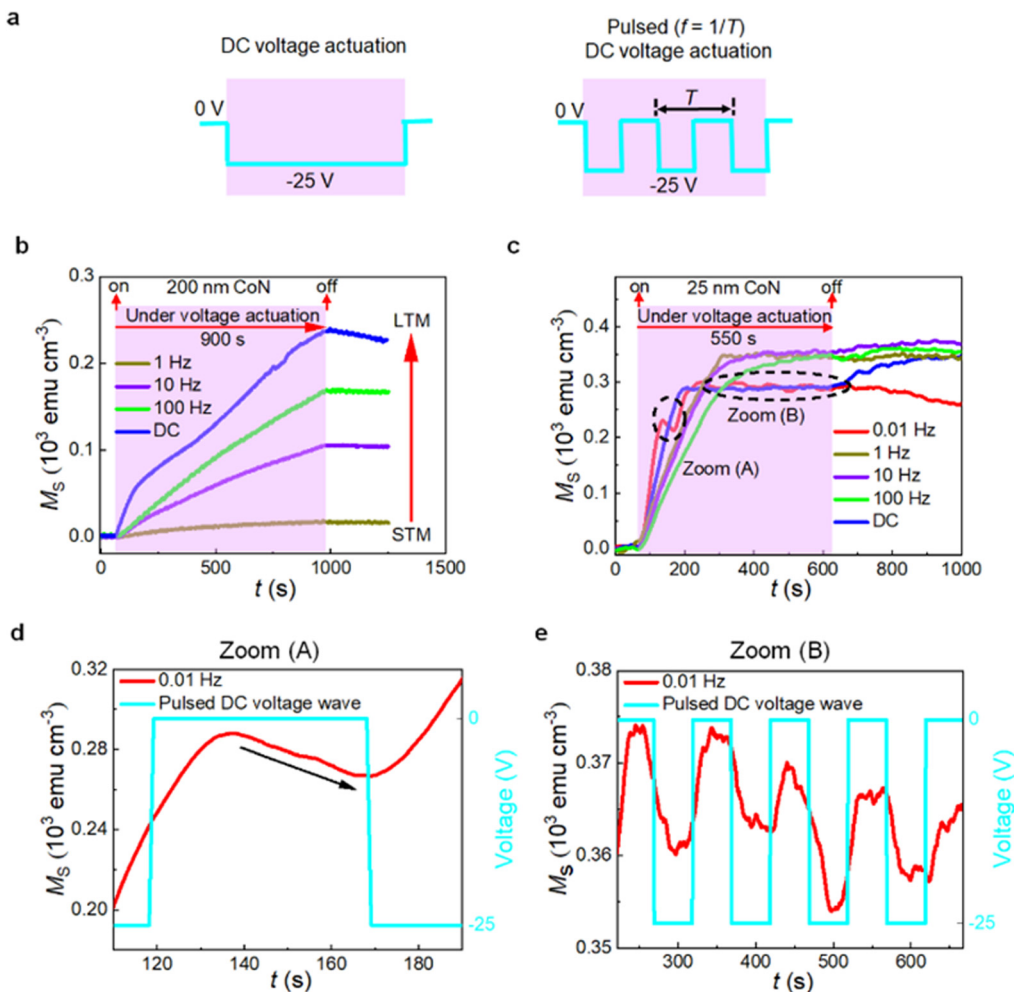 a
DC voltage actuation
Pulsed (f = 1/T)
DC voltage actuation
0 V
-25 V
0 V
T
-25 V
b
on
200 nm CoN
off
Under voltage actuation
900 s
LTM
STM
1 Hz
10 Hz
100 Hz
DC
0.3
0.2
0.1
0.0
M_S (10³ emu cm⁻³)
0
500
1000
1500
t (s)
c
on
25 nm CoN
off
Under voltage actuation
550 s
Zoom (B)
Zoom (A)
0.01 Hz
1 Hz
10 Hz
100 Hz
DC
0.4
0.3
0.2
0.1
0.0
M_S (10³ emu cm⁻³)
0
200
400
600
800
1000
t (s)
d
Zoom (A)
0.01 Hz
Pulsed DC voltage wave
0.32
0.28
0.24
0.20
M_S (10³ emu cm⁻³)
0
-25
Voltage (V)
120
140
160
180
t (s)
e
Zoom (B)
0.01 Hz
Pulsed DC voltage wave
0.38
0.37
0.36
0.35
M_S (10³ emu cm⁻³)
0
-25
Voltage (V)
300
400
500
600
t (s)